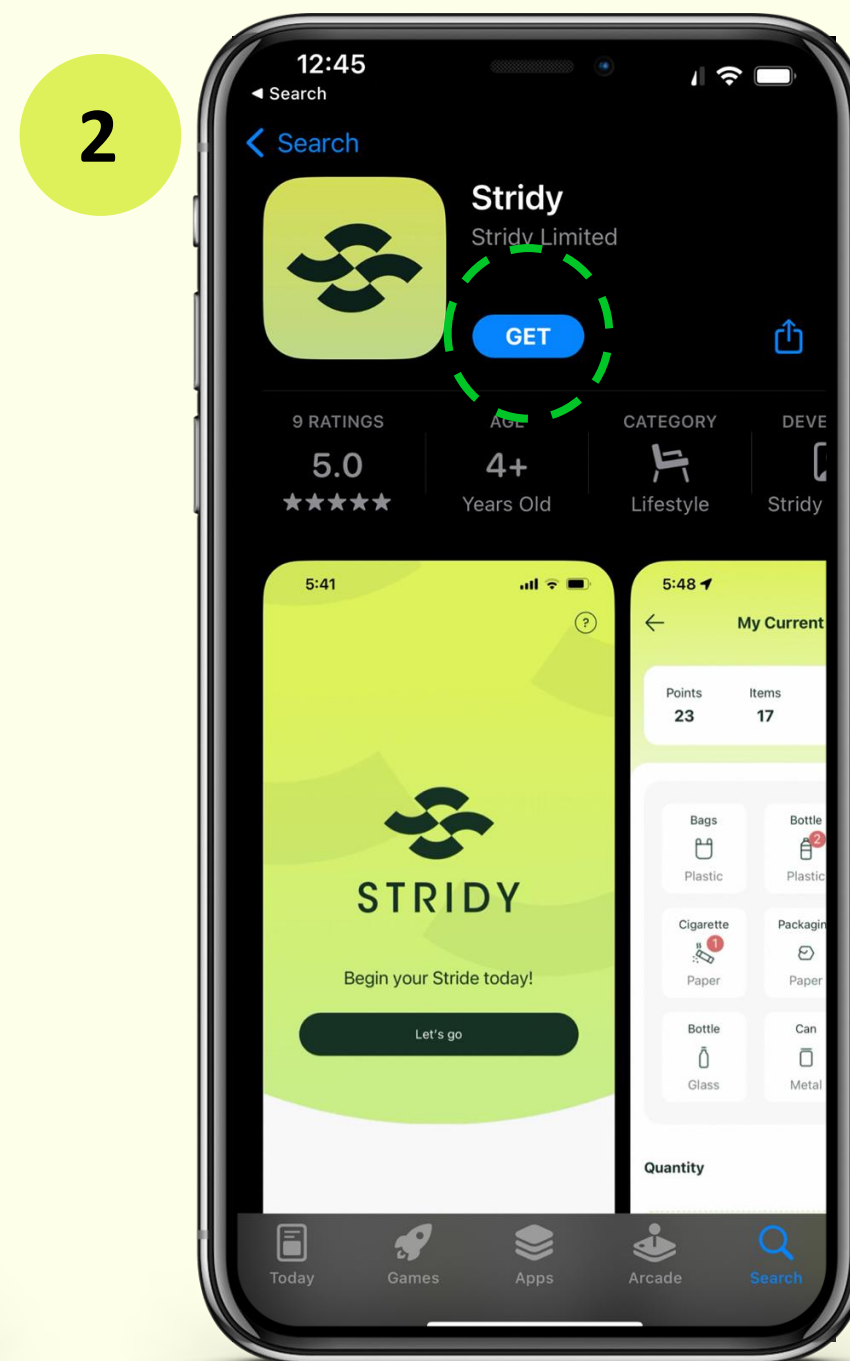 2
12:45
◀ Search
Search
Stridy
Stridy Limited
GET
9 RATINGS
5.0
★★★★★
AGE
4+
Years Old
CATEGORY
Lifestyle
DEVE
Stridy
5:41
?
STRIDY
Begin your Stride today!
Let's go
5:48
My Current
Points
23
Items
17
Bags
Plastic
Bottle
2
Plastic
Cigarette
1
Paper
Packagin
Paper
Bottle
Glass
Can
Metal
Quantity
Today
Games
Apps
Arcade
Search